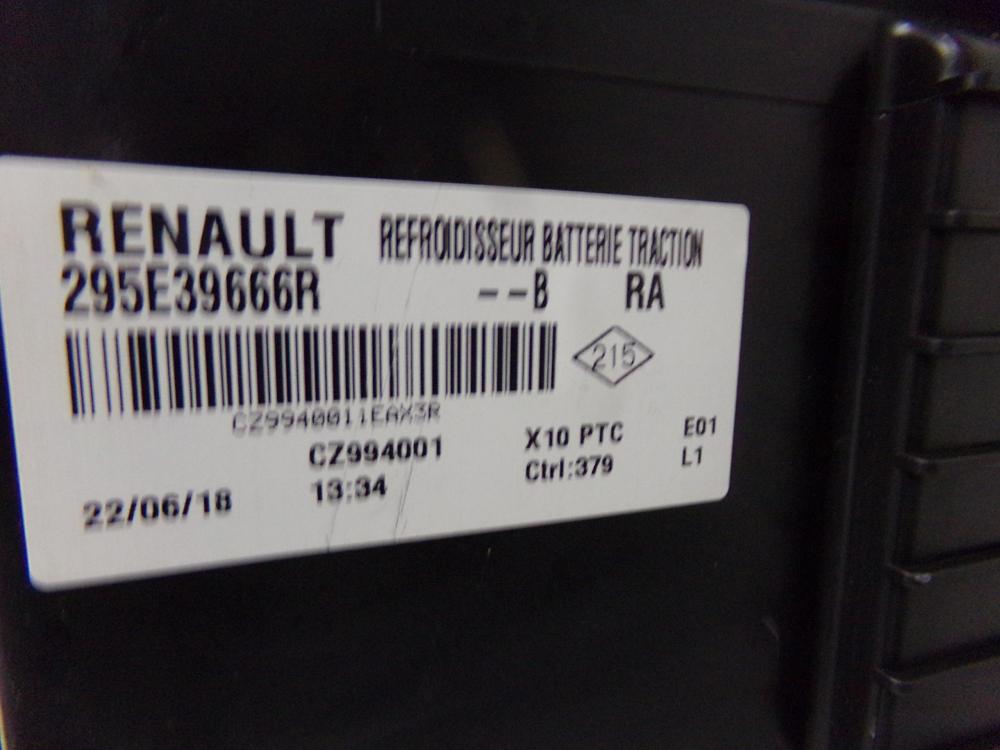 RENAULT REFROIDISSEUR BATTERIE TRACTION
295E39666R --B RA
215
CZ9940011EAX3R
CZ994001 X10 PTC E01
22/06/18 13:34 Ctrl:379 L1